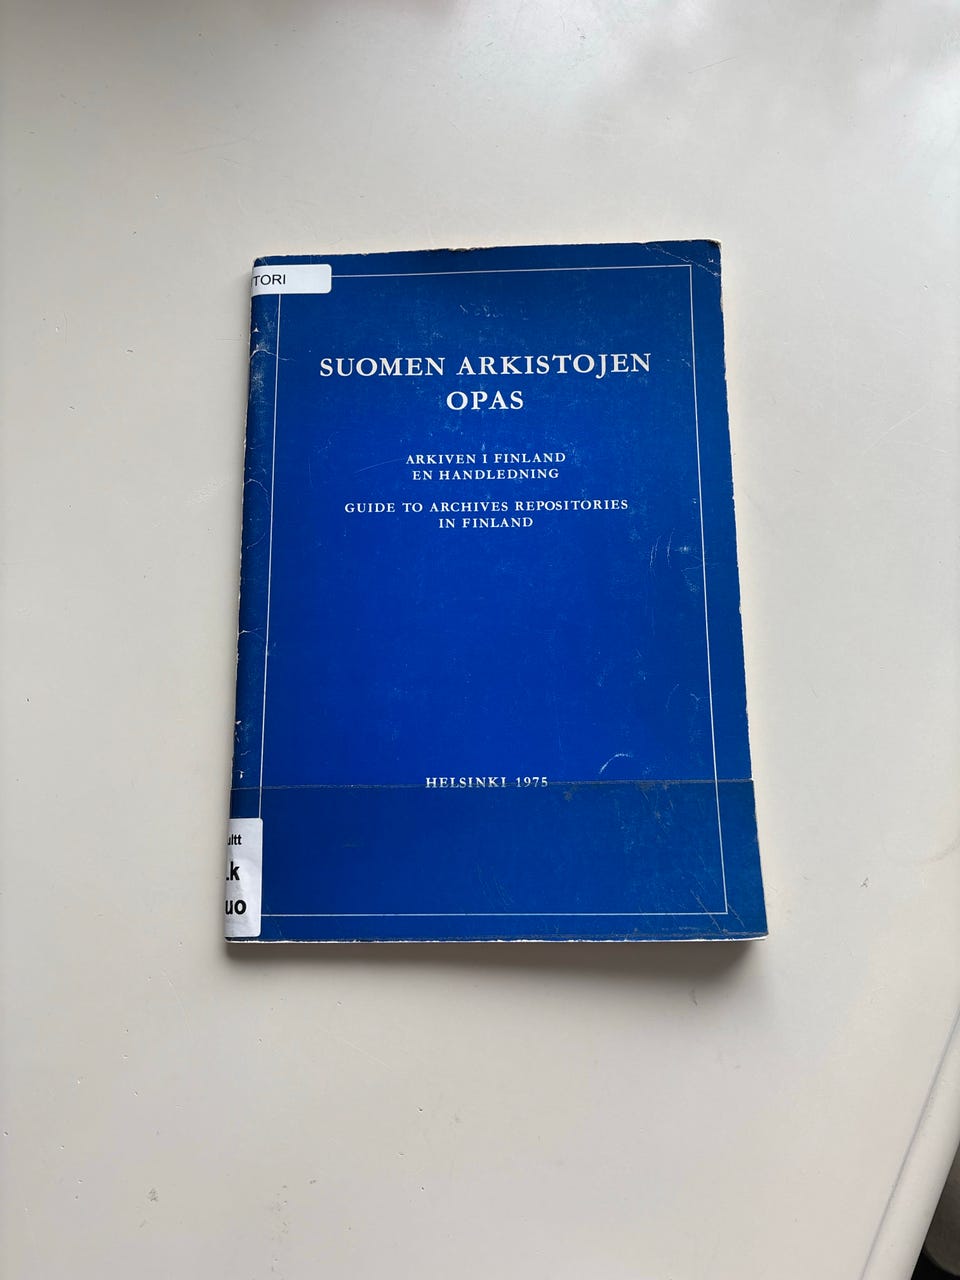 TORI
SUOMEN ARKISTOJEN
OPAS
ARKIVEN I FINLAND
EN HANDLEDNING
GUIDE TO ARCHIVES REPOSITORIES
IN FINLAND
HELSINKI 1975
ultt
.k
uo